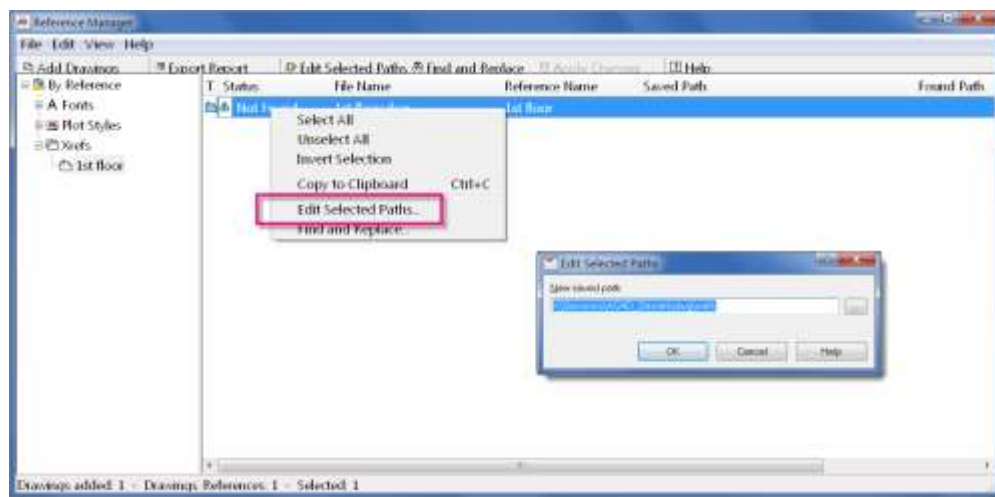 Reference Manager
File Edit View Help
Add Drawings Export Report Edit Selected Paths Find and Replace Apply Changes Help
By Reference
A Fonts
Plot Styles
Xrefs
1st floor
T Status File Name Reference Name Saved Path Found Path
Not 1st floor
Select All
Unselect All
Invert Selection
Copy to Clipboard Ctrl+C
Edit Selected Paths...
Find and Replace...
Edit Selected Paths
New saved path
OK Cancel Help
Drawings added: 1 - Drawings References: 1 - Selected: 1